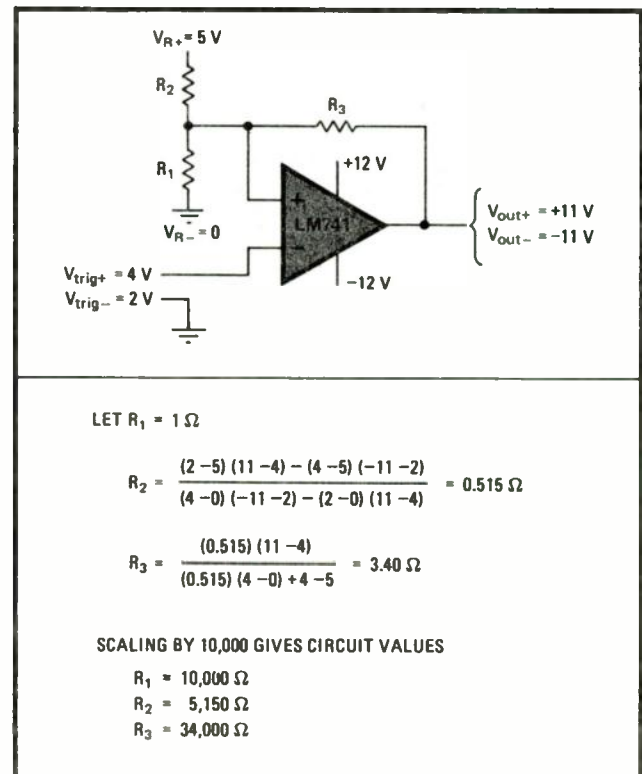 V_R+ = 5 V
R₂
R₃
R₁
+12 V
+
LM741
−
V_R− = 0
−12 V
V_out+ = +11 V
V_out− = −11 V
V_trig+ = 4 V
V_trig− = 2 V
LET R₁ = 1 Ω
R₂ = (2 −5) (11 −4) − (4 −5) (−11 −2) / (4 −0) (−11 −2) − (2 −0) (11 −4) = 0.515 Ω
R₃ = (0.515) (11 −4) / (0.515) (4 −0) +4 −5 = 3.40 Ω
SCALING BY 10,000 GIVES CIRCUIT VALUES
R₁ = 10,000 Ω
R₂ = 5,150 Ω
R₃ = 34,000 Ω